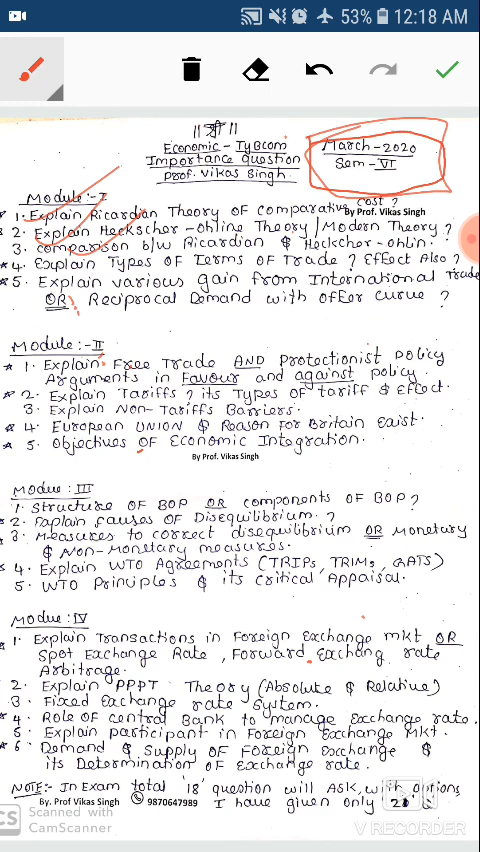 53% 12:18 AM
|| श्री ||
Economic - TyBcom
Importance question
Prof. Vikas Singh
March - 2020
Sem - VI
Module:-I
* 1. Explain Ricardian Theory of comparative cost?
By Prof. Vikas Singh
* 2. Explain Heckscher-ohline Theory/Modern Theory?
3. comparison b/w Ricardian & Heckscher-ohlin.
* 4. Explain Types of Terms of Trade? Effect Also?
* 5. Explain various gain from International Trade
OR Reciprocal Demand with offer curve?
Module:-II
* 1. Explain Free Trade AND Protectionist policy
Arguments in Favour and against policy.
* 2. Explain Tariffs? its Types of tariff & Effect.
3. Explain Non-Tariffs Barriers.
* 4. European UNION & Reason For Britain Exist.
* 5. Objectives OF Economic Integration.
By Prof. Vikas Singh
Modue: III
1. Structure OF BOP OR components OF BOP?
* 2. Explain causes OF Disequilibrium.?
* 3. Measures to correct disequilibrium OR Monetary
& Non-Monetary measures.
* 4. Explain WTO Agreements (TRIPs, TRIMs, GATS)
5. WTO Principles & its Critical Appaisal.
Modue: IV
* 1. Explain Transactions in Foreign Exchange mkt OR
Spot Exchange Rate, Forward Exchang rate
Arbitrage.
2. Explain PPPT Theory (Absolute & Relative)
3. Fixed Exchange rate System.
* 4. Role of central Bank to manage Exchange rate.
5. Explain participant in Foreign Exchange Mkt.
* 6. Demand & Supply OF Foreign Exchange &
its Determination OF Exchange rate.
NOTE:- In Exam total '18' question will Ask, with options
By. Prof Vikas Singh 9870647989 I have given only
CS Scanned with
CamScanner
V RECORDER